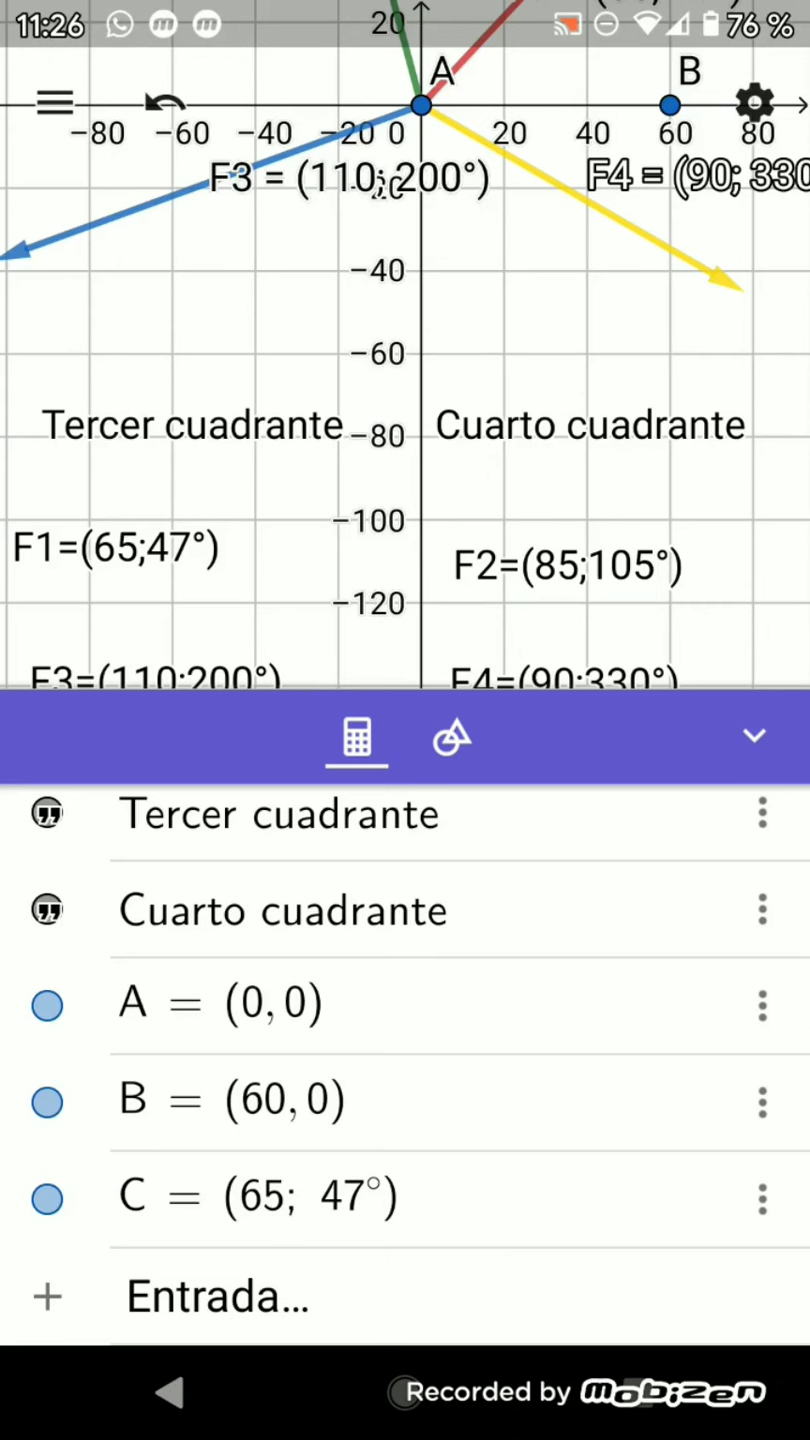 11:26
76 %
20
A
B
−80 −60 −40 −20 0 20 40 60 80
F3 = (110; 200°)
F4 = (90; 330
−40
−60
Tercer cuadrante
−80
Cuarto cuadrante
−100
F1=(65;47°)
F2=(85;105°)
−120
F3=(110;200°)
F4=(90;330°)
Tercer cuadrante
Cuarto cuadrante
A = (0, 0)
B = (60, 0)
C = (65; 47°)
+ Entrada...
Recorded by mobizen